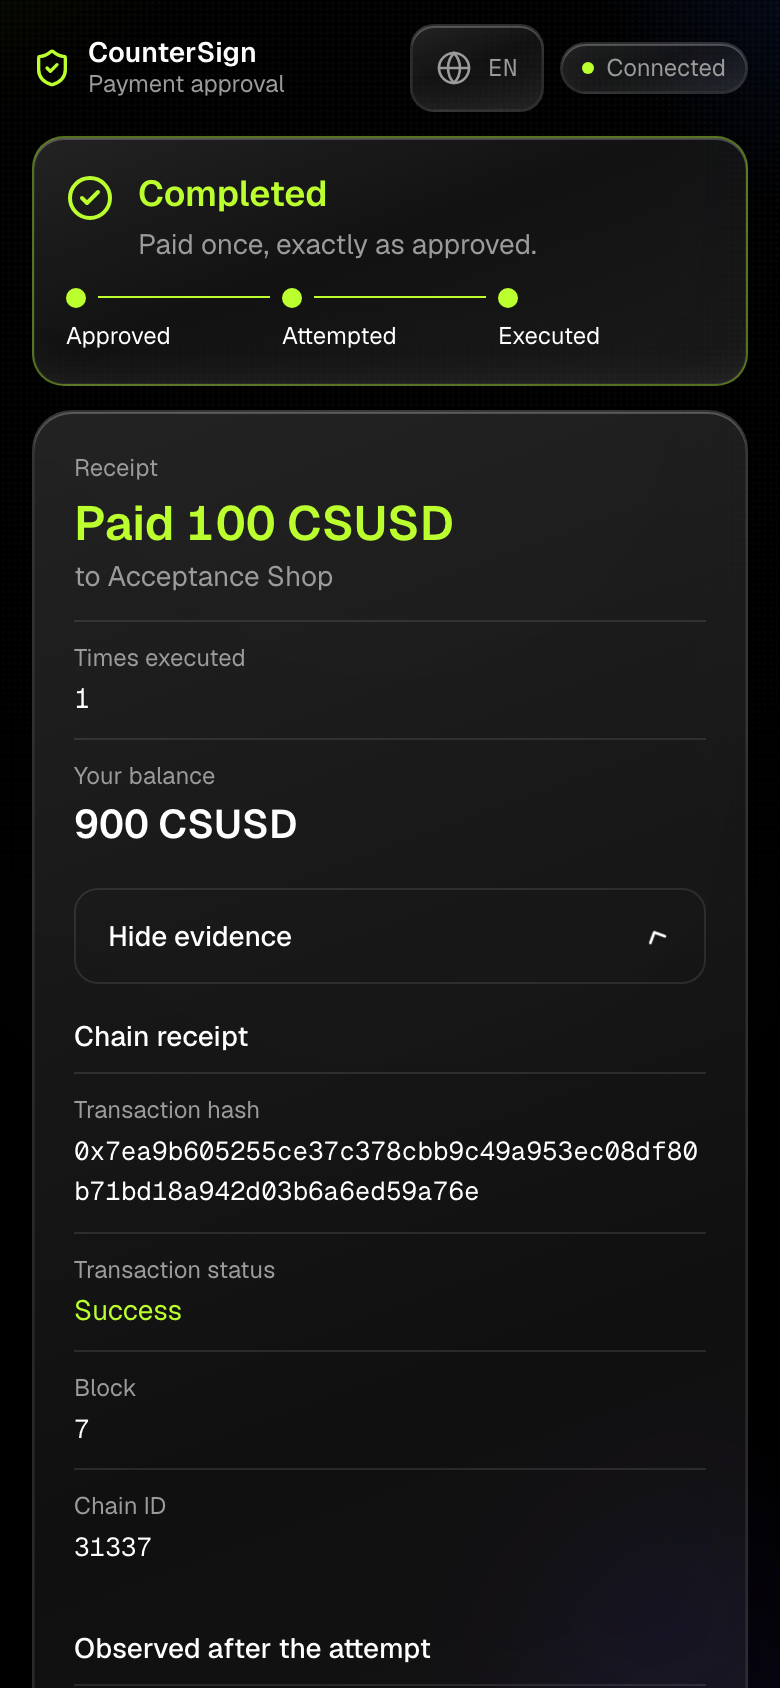 CounterSign
Payment approval
EN
Connected
Completed
Paid once, exactly as approved.
Approved
Attempted
Executed
Receipt
Paid 100 CSUSD
to Acceptance Shop
Times executed
1
Your balance
900 CSUSD
Hide evidence
Chain receipt
Transaction hash
0x7ea9b605255ce37c378cbb9c49a953ec08df80
b71bd18a942d03b6a6ed59a76e
Transaction status
Success
Block
7
Chain ID
31337
Observed after the attempt